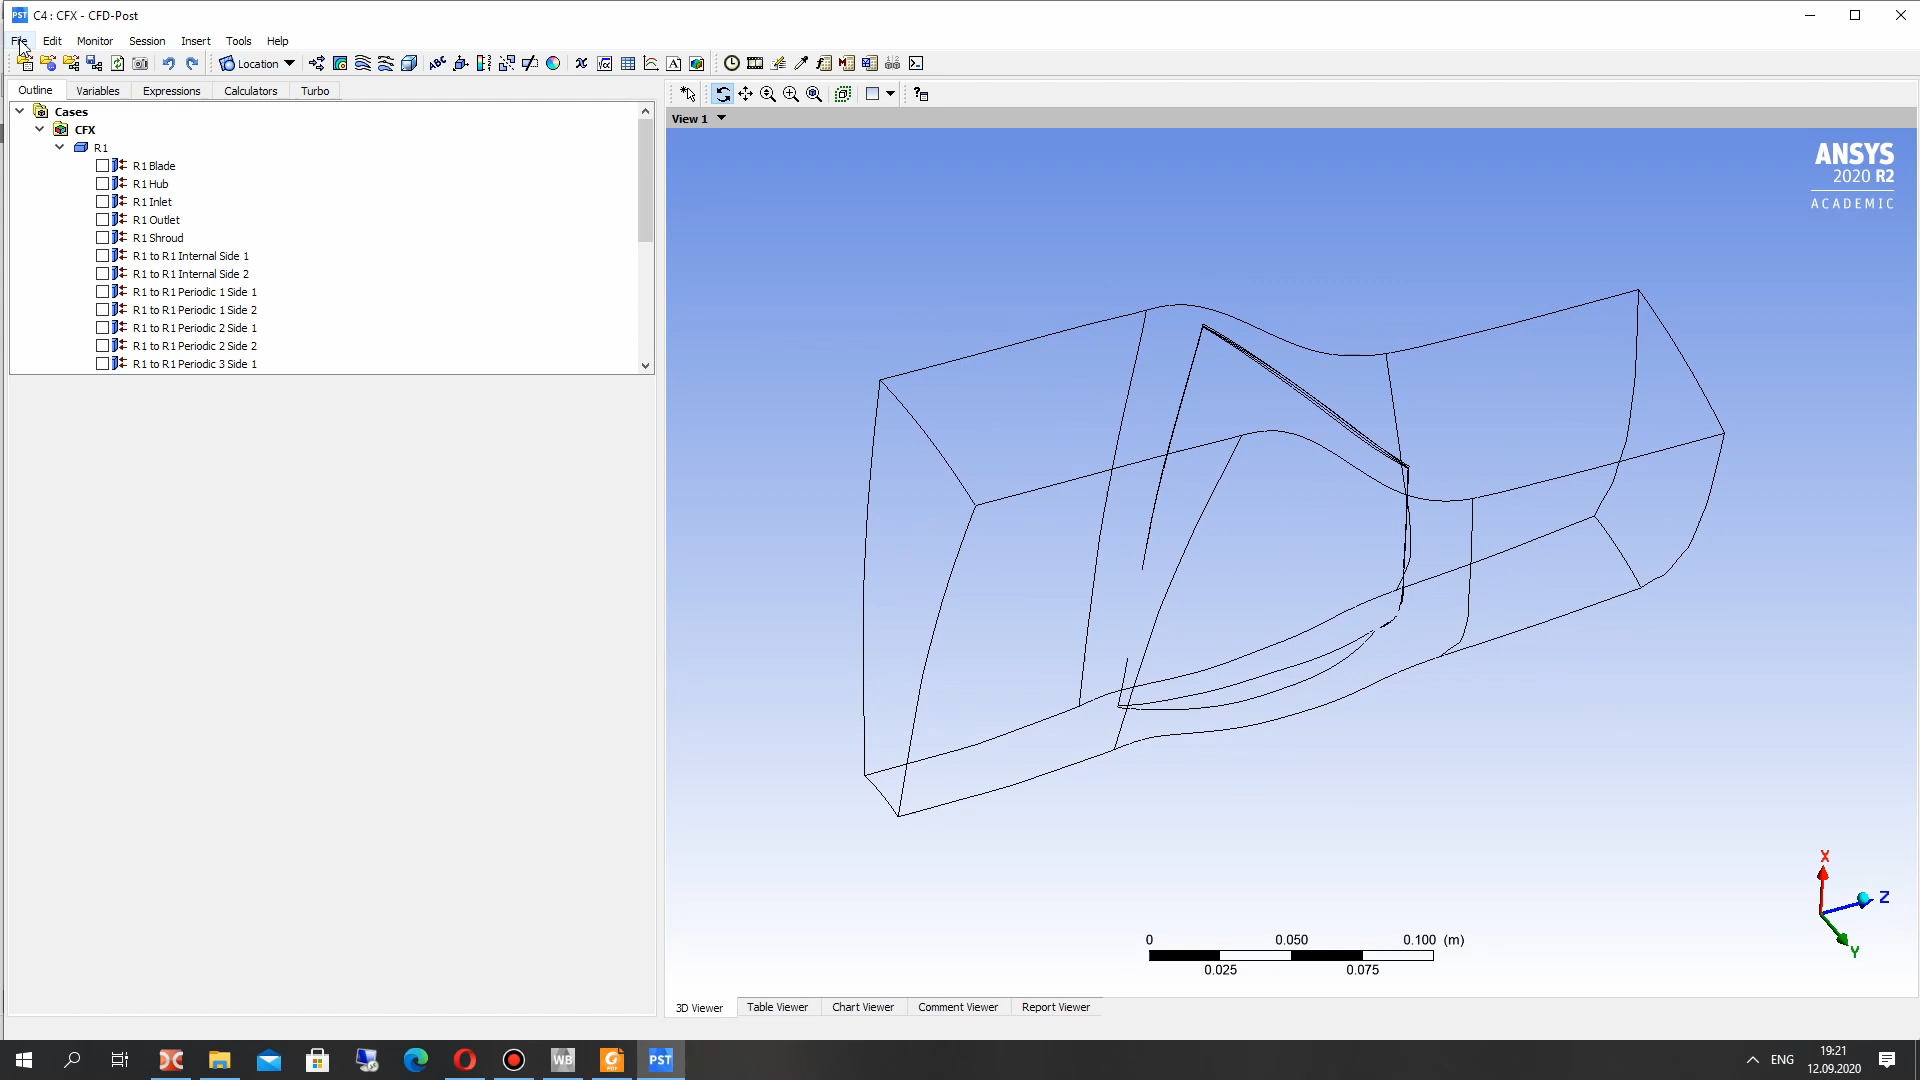 PST C4 : CFX - CFD-Post
File Edit Monitor Session Insert Tools Help
Location
Outline Variables Expressions Calculators Turbo
Cases
CFX
R1
R1 Blade
R1 Hub
R1 Inlet
R1 Outlet
R1 Shroud
R1 to R1 Internal Side 1
R1 to R1 Internal Side 2
R1 to R1 Periodic 1 Side 1
R1 to R1 Periodic 1 Side 2
R1 to R1 Periodic 2 Side 1
R1 to R1 Periodic 2 Side 2
R1 to R1 Periodic 3 Side 1
View 1
ANSYS
2020 R2
ACADEMIC
X
Z
Y
0 0.050 0.100 (m)
0.025 0.075
3D Viewer Table Viewer Chart Viewer Comment Viewer Report Viewer
WB PDF PST
ENG
19:21
12.09.2020